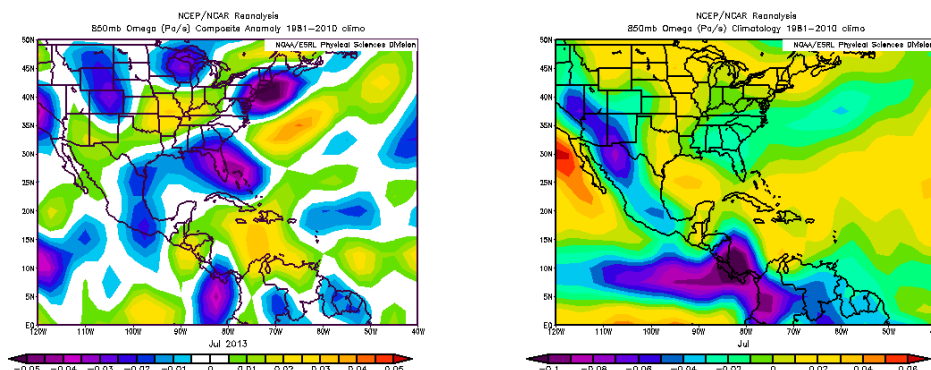 NCEP/NCAR Reanalysis
850mb Omega (Pa/s) Composite Anomaly 1981-2010 climo
NOAA/ESRL Physical Sciences Division
50N
45N
40N
35N
30N
25N
20N
15N
10N
5N
EQ
120W 110W 100W 90W 80W 70W 60W 50W 40W
Jul 2013
-0.05 -0.04 -0.03 -0.02 -0.01 0 0.01 0.02 0.03 0.04 0.05
NCEP/NCAR Reanalysis
850mb Omega (Pa/s) Climatology 1981-2010 climo
NOAA/ESRL Physical Sciences Division
50N
45N
40N
35N
30N
25N
20N
15N
10N
5N
EQ
120W 110W 100W 90W 80W 70W 60W 50W 40W
Jul
-0.1 -0.08 -0.06 -0.04 -0.02 0 0.02 0.04 0.06